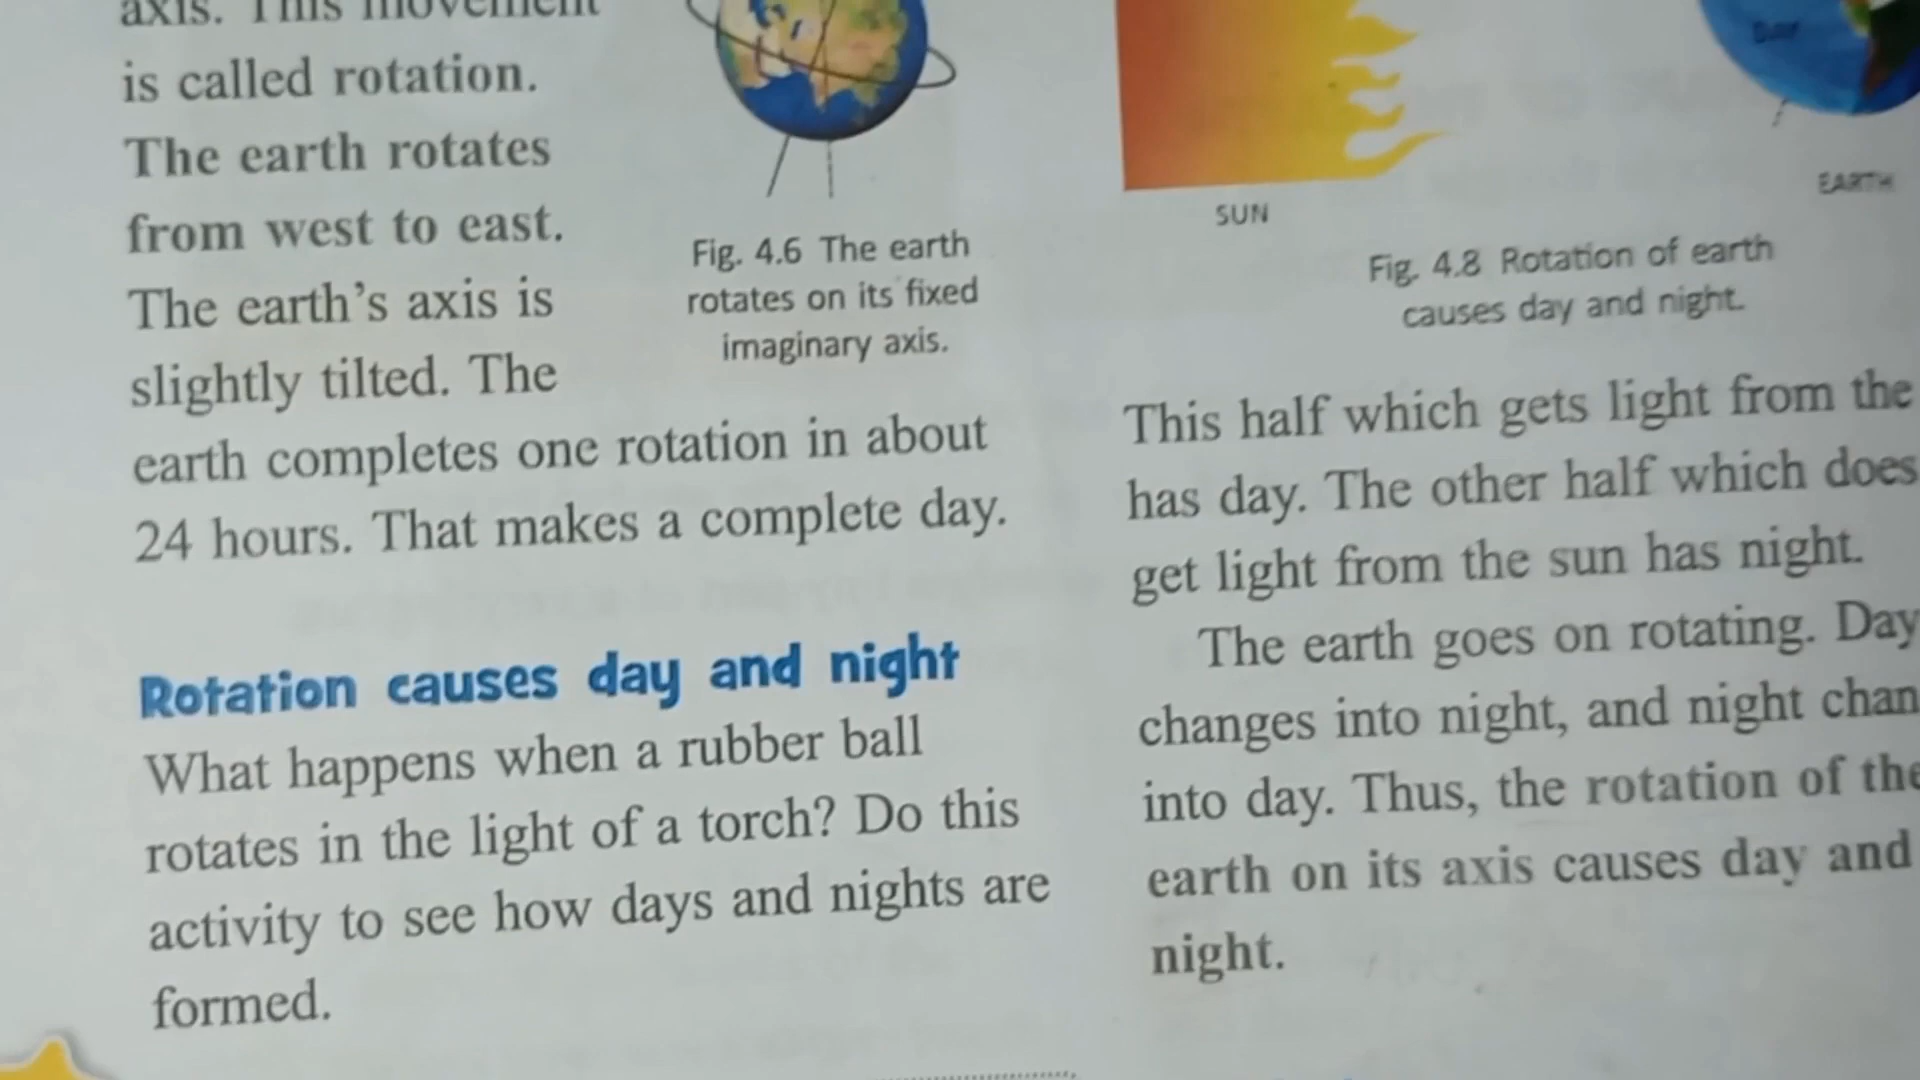 axis. This movement
is called rotation.
The earth rotates
from west to east.
The earth's axis is
slightly tilted. The
earth completes one rotation in about
24 hours. That makes a complete day.
Fig. 4.6 The earth
rotates on its fixed
imaginary axis.
Rotation causes day and night
What happens when a rubber ball
rotates in the light of a torch? Do this
activity to see how days and nights are
formed.
SUN
EARTH
Fig. 4.8 Rotation of earth
causes day and night.
This half which gets light from the
has day. The other half which does
get light from the sun has night.
The earth goes on rotating. Day
changes into night, and night chan
into day. Thus, the rotation of the
earth on its axis causes day and
night.